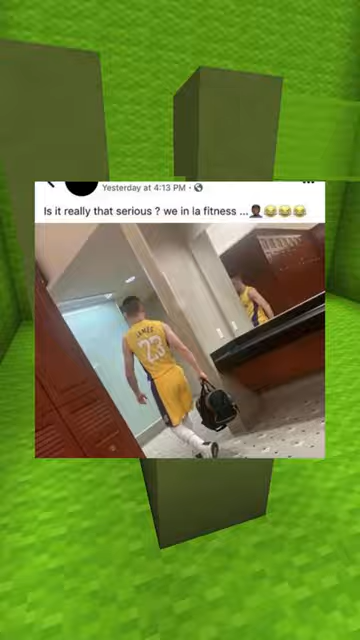 Yesterday at 4:13 PM ·
Is it really that serious ? we in la fitness ...🤦🏿‍♂️😂😂😂
JAMES
23